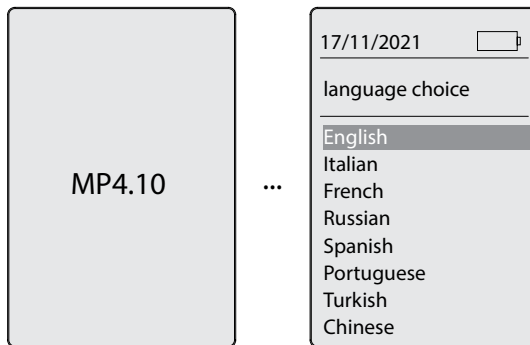 MP4.10
...
17/11/2021
language choice
English
Italian
French
Russian
Spanish
Portuguese
Turkish
Chinese